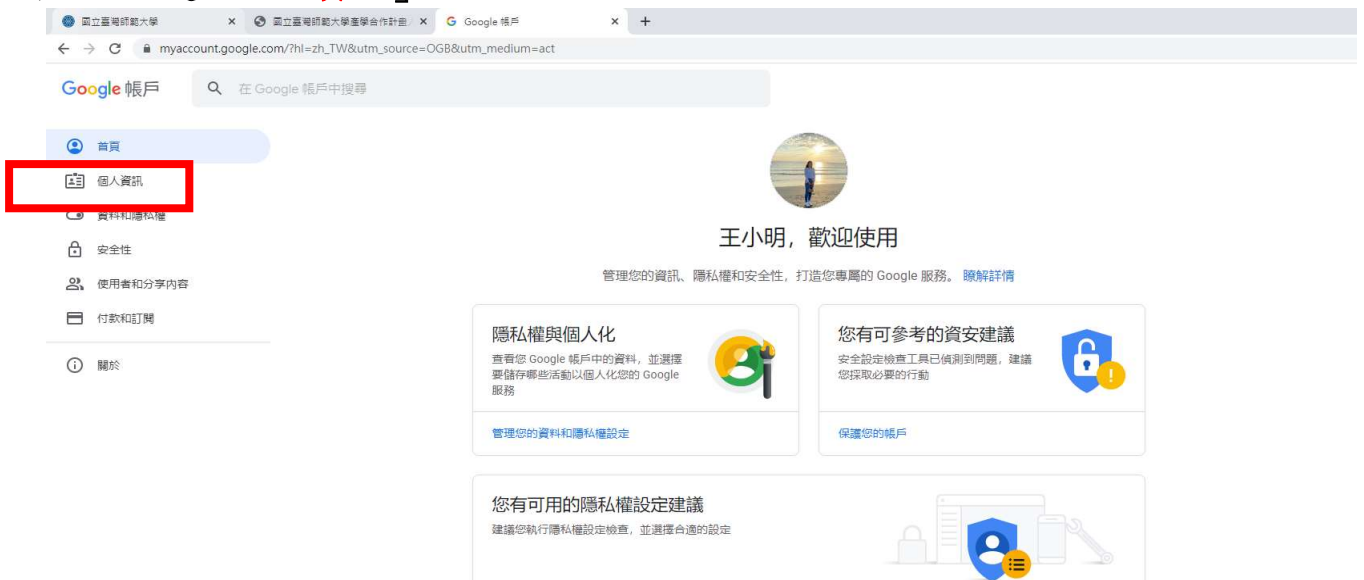 國立臺灣師範大學
國立臺灣師範大學產學合作計畫
Google 帳戶
myaccount.google.com/?hl=zh_TW&utm_source=OGB&utm_medium=act
Google 帳戶
在 Google 帳戶中搜尋
首頁
個人資訊
資料和隱私權
安全性
使用者和分享內容
付款和訂閱
關於
王小明，歡迎使用
管理您的資訊、隱私權和安全性，打造您專屬的 Google 服務。 瞭解詳情
隱私權與個人化
查看您 Google 帳戶中的資料，並選擇
要儲存哪些活動以個人化您的 Google
服務
管理您的資料和隱私權設定
您有可參考的資安建議
安全設定檢查工具已偵測到問題，建議
您採取必要的行動
保護您的帳戶
您有可用的隱私權設定建議
建議您執行隱私權設定檢查，並選擇合適的設定